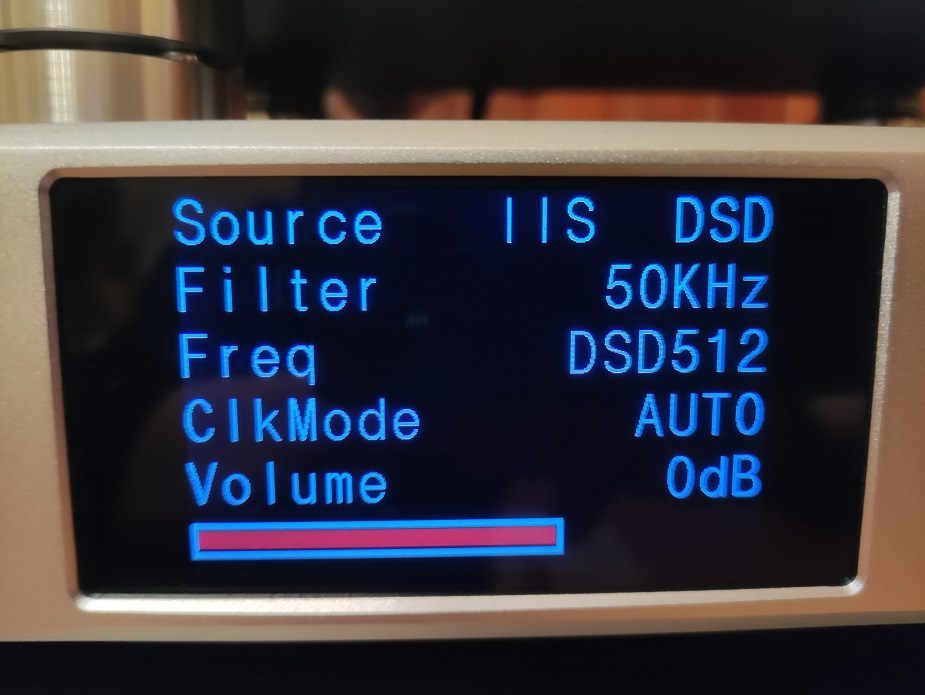 Source IIS DSD
Filter 50KHz
Freq DSD512
ClkMode AUTO
Volume 0dB